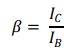 β = I_C / I_B